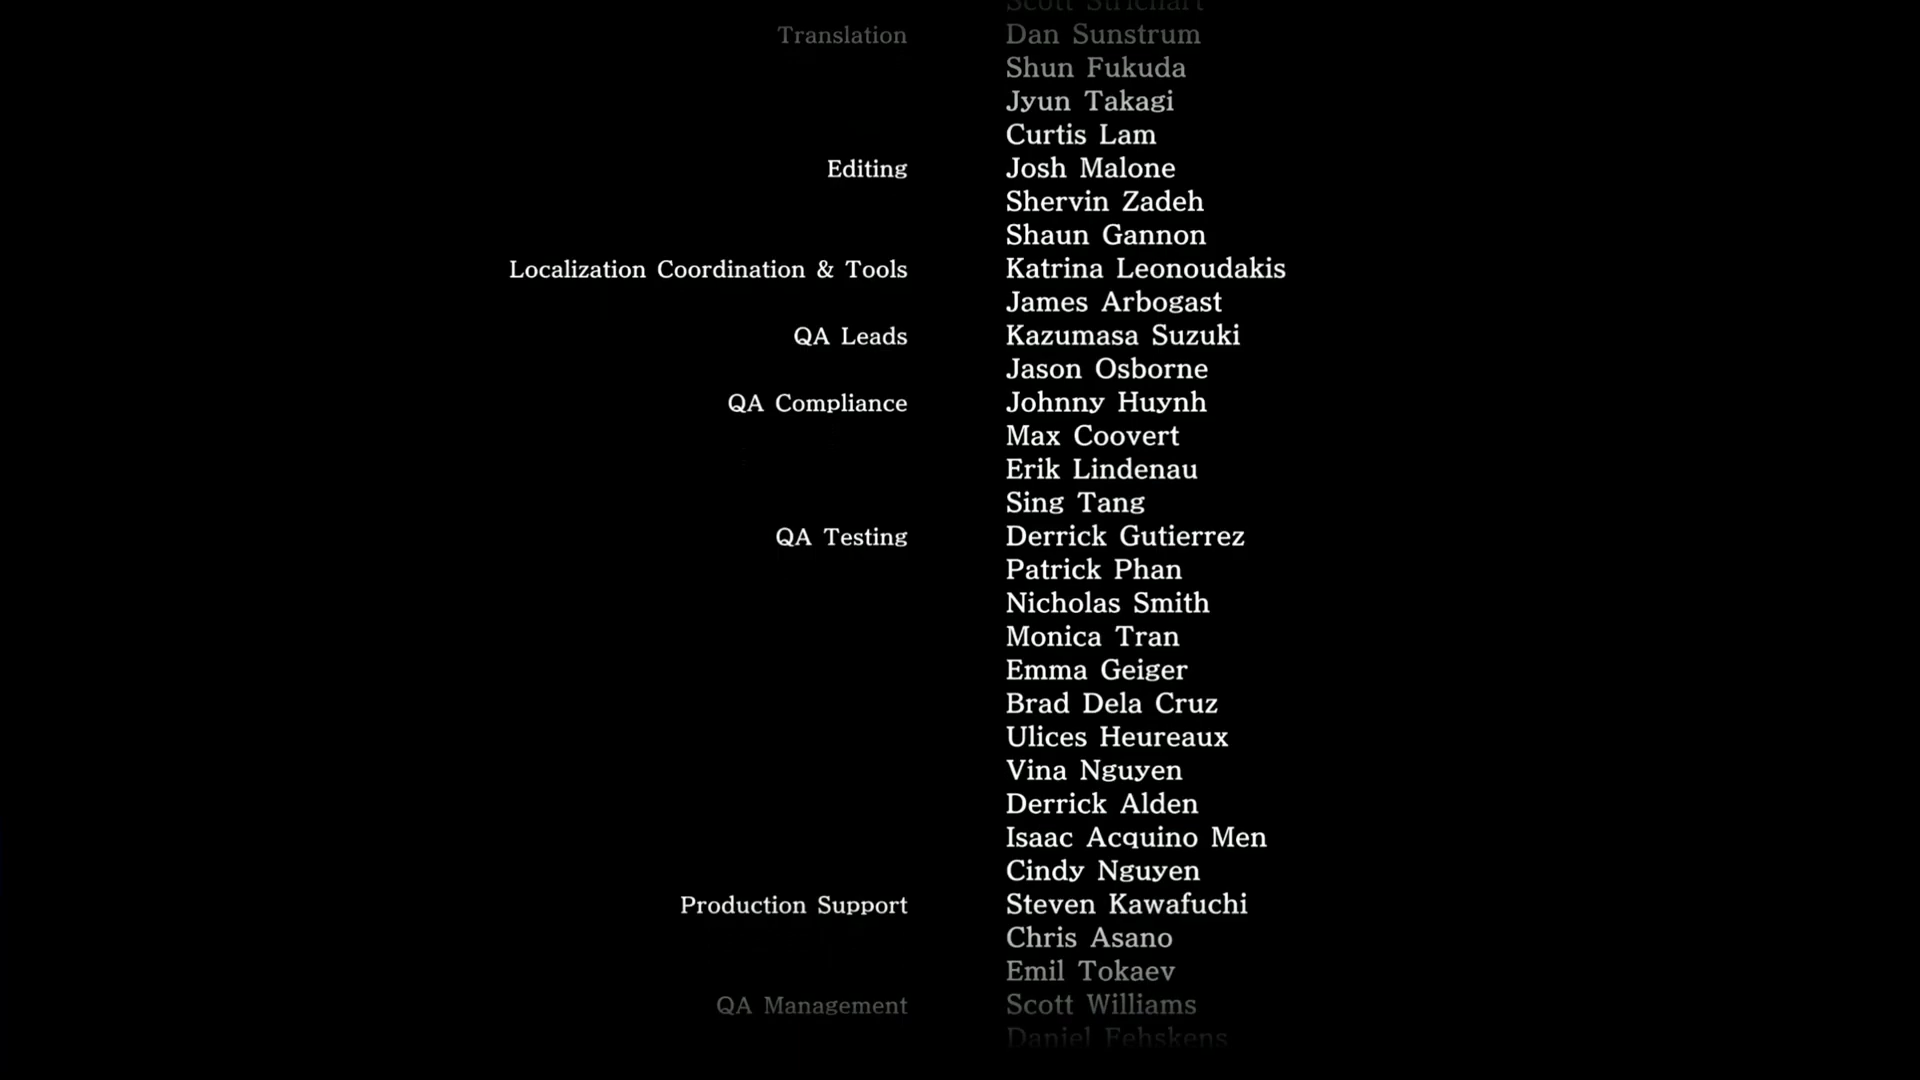 Scott Strichart
Translation Dan Sunstrum
Shun Fukuda
Jyun Takagi
Curtis Lam
Editing Josh Malone
Shervin Zadeh
Shaun Gannon
Localization Coordination & Tools Katrina Leonoudakis
James Arbogast
QA Leads Kazumasa Suzuki
Jason Osborne
QA Compliance Johnny Huynh
Max Coovert
Erik Lindenau
Sing Tang
QA Testing Derrick Gutierrez
Patrick Phan
Nicholas Smith
Monica Tran
Emma Geiger
Brad Dela Cruz
Ulices Heureaux
Vina Nguyen
Derrick Alden
Isaac Acquino Men
Cindy Nguyen
Production Support Steven Kawafuchi
Chris Asano
Emil Tokaev
QA Management Scott Williams
Daniel Fehskens